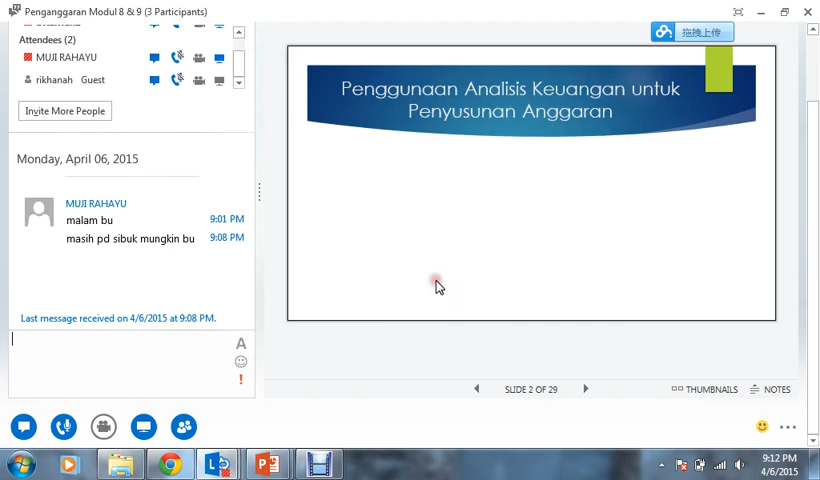 Penganggaran Modul 8 & 9 (3 Participants)
拖拽上传
Attendees (2)
MUJI RAHAYU
rikhanah Guest
Invite More People
Penggunaan Analisis Keuangan untuk
Penyusunan Anggaran
Monday, April 06, 2015
MUJI RAHAYU
malam bu 9:01 PM
masih pd sibuk mungkin bu 9:08 PM
Last message received on 4/6/2015 at 9:08 PM.
A
!
SLIDE 2 OF 29
THUMBNAILS
NOTES
9:12 PM
4/6/2015